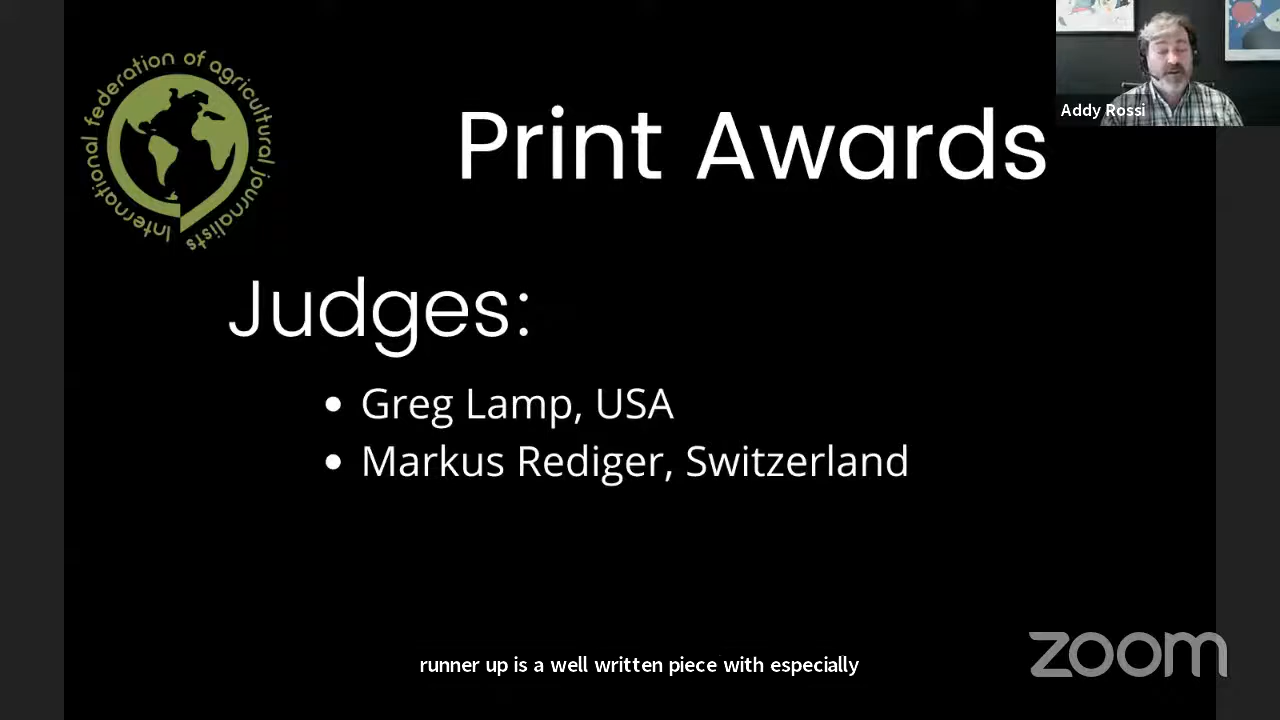 International federation of agricultural journalists
Print Awards
Addy Rossi
Judges:
• Greg Lamp, USA
• Markus Rediger, Switzerland
runner up is a well written piece with especially
zoom